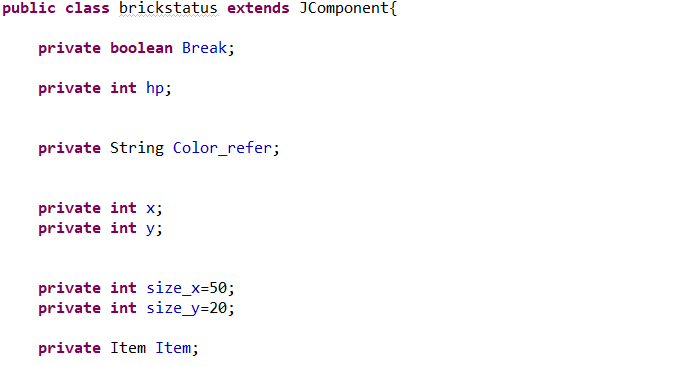 public class brickstatus extends JComponent{
private boolean Break;
private int hp;
private String Color_refer;
private int x;
private int y;
private int size_x=50;
private int size_y=20;
private Item Item;